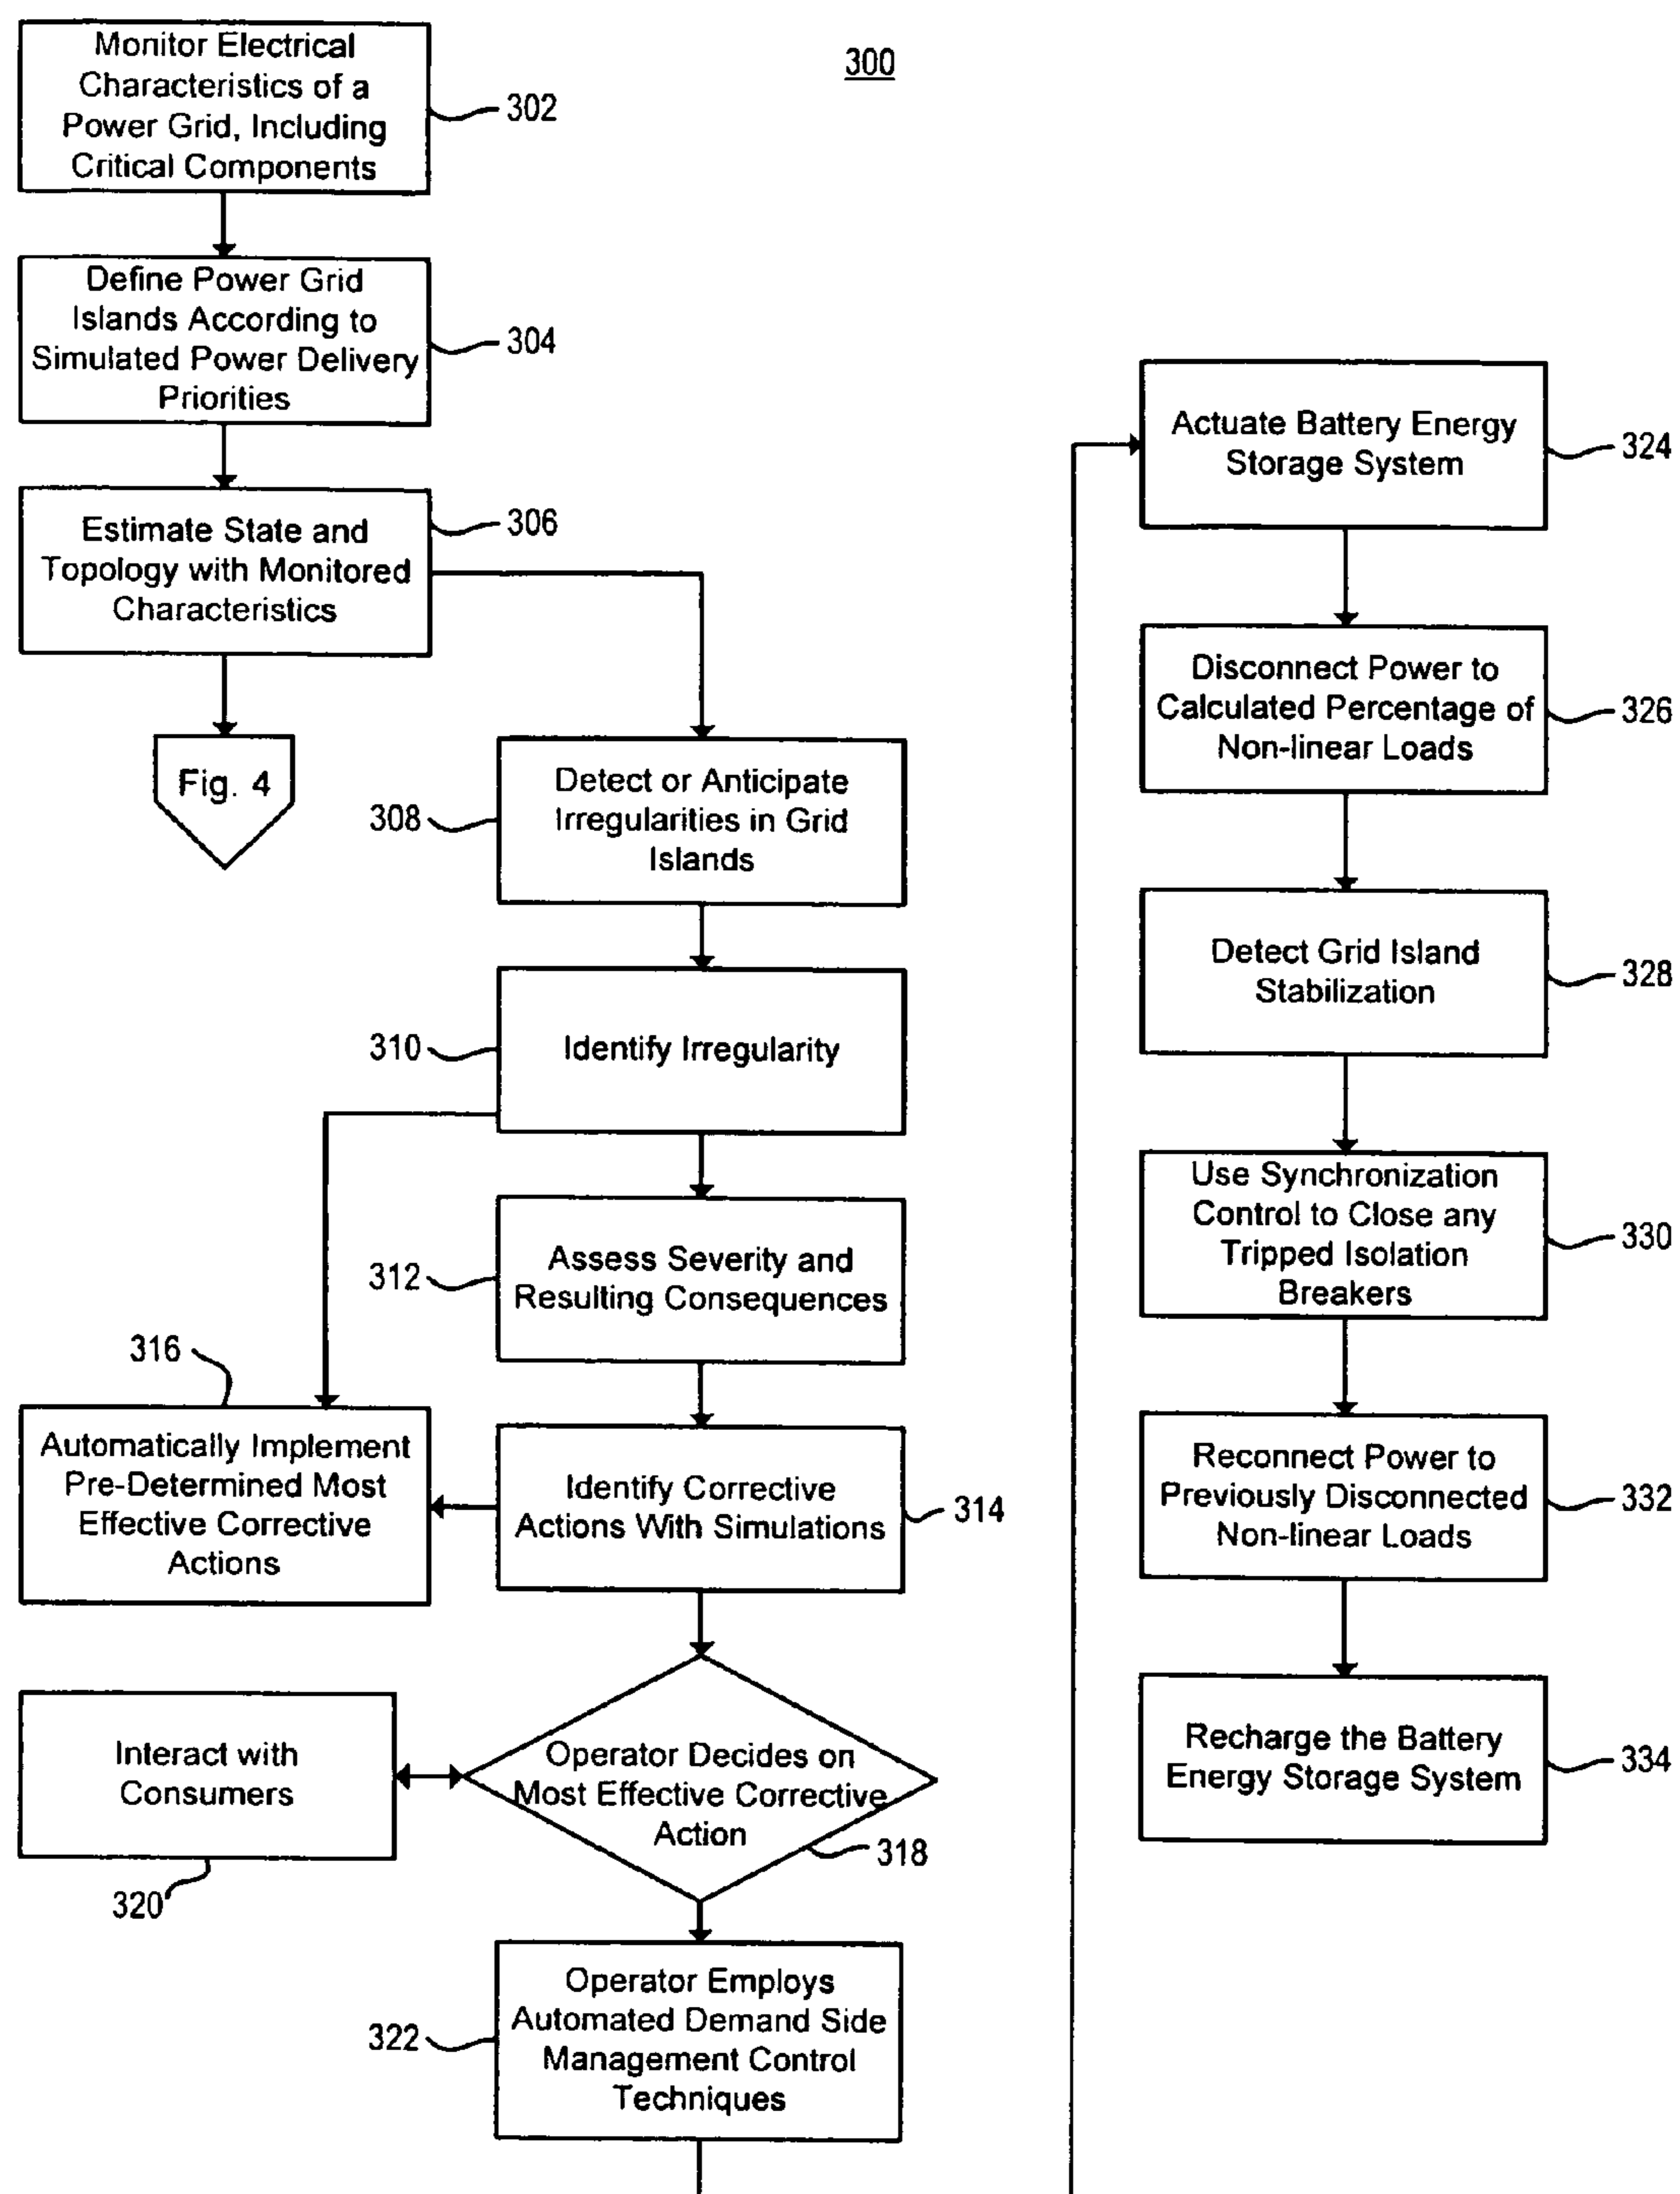 300
Monitor Electrical
Characteristics of a
Power Grid, Including
Critical Components
302
Define Power Grid
Islands According to
Simulated Power Delivery
Priorities
304
Estimate State and
Topology with Monitored
Characteristics
306
Fig. 4
Detect or Anticipate
Irregularities in Grid
Islands
308
Identify Irregularity
310
Assess Severity and
Resulting Consequences
312
Identify Corrective
Actions With Simulations
314
316
Automatically Implement
Pre-Determined Most
Effective Corrective
Actions
Operator Decides on
Most Effective Corrective
Action
318
Interact with
Consumers
320
Operator Employs
Automated Demand Side
Management Control
Techniques
322
Actuate Battery Energy
Storage System
324
Disconnect Power to
Calculated Percentage of
Non-linear Loads
326
Detect Grid Island
Stabilization
328
Use Synchronization
Control to Close any
Tripped Isolation
Breakers
330
Reconnect Power to
Previously Disconnected
Non-linear Loads
332
Recharge the Battery
Energy Storage System
334